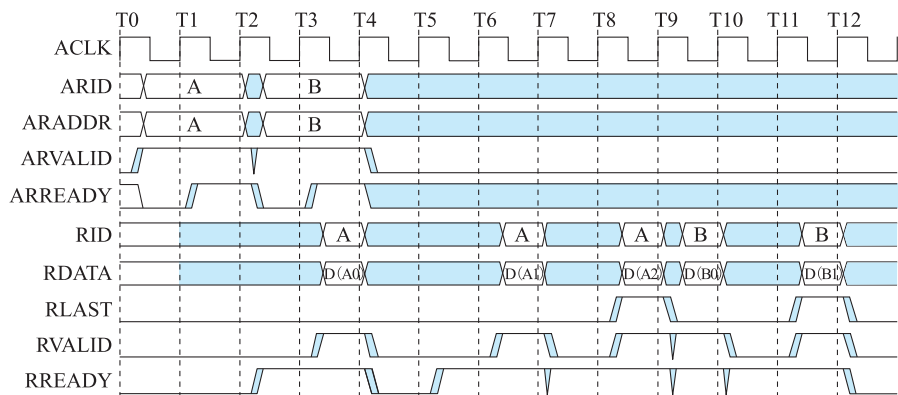 T0 T1 T2 T3 T4 T5 T6 T7 T8 T9 T10 T11 T12
ACLK
ARID A B
ARADDR A B
ARVALID
ARREADY
RID A A A B B
RDATA D(A0 D(A1 D(A2 D(B0 D(B1
RLAST
RVALID
RREADY